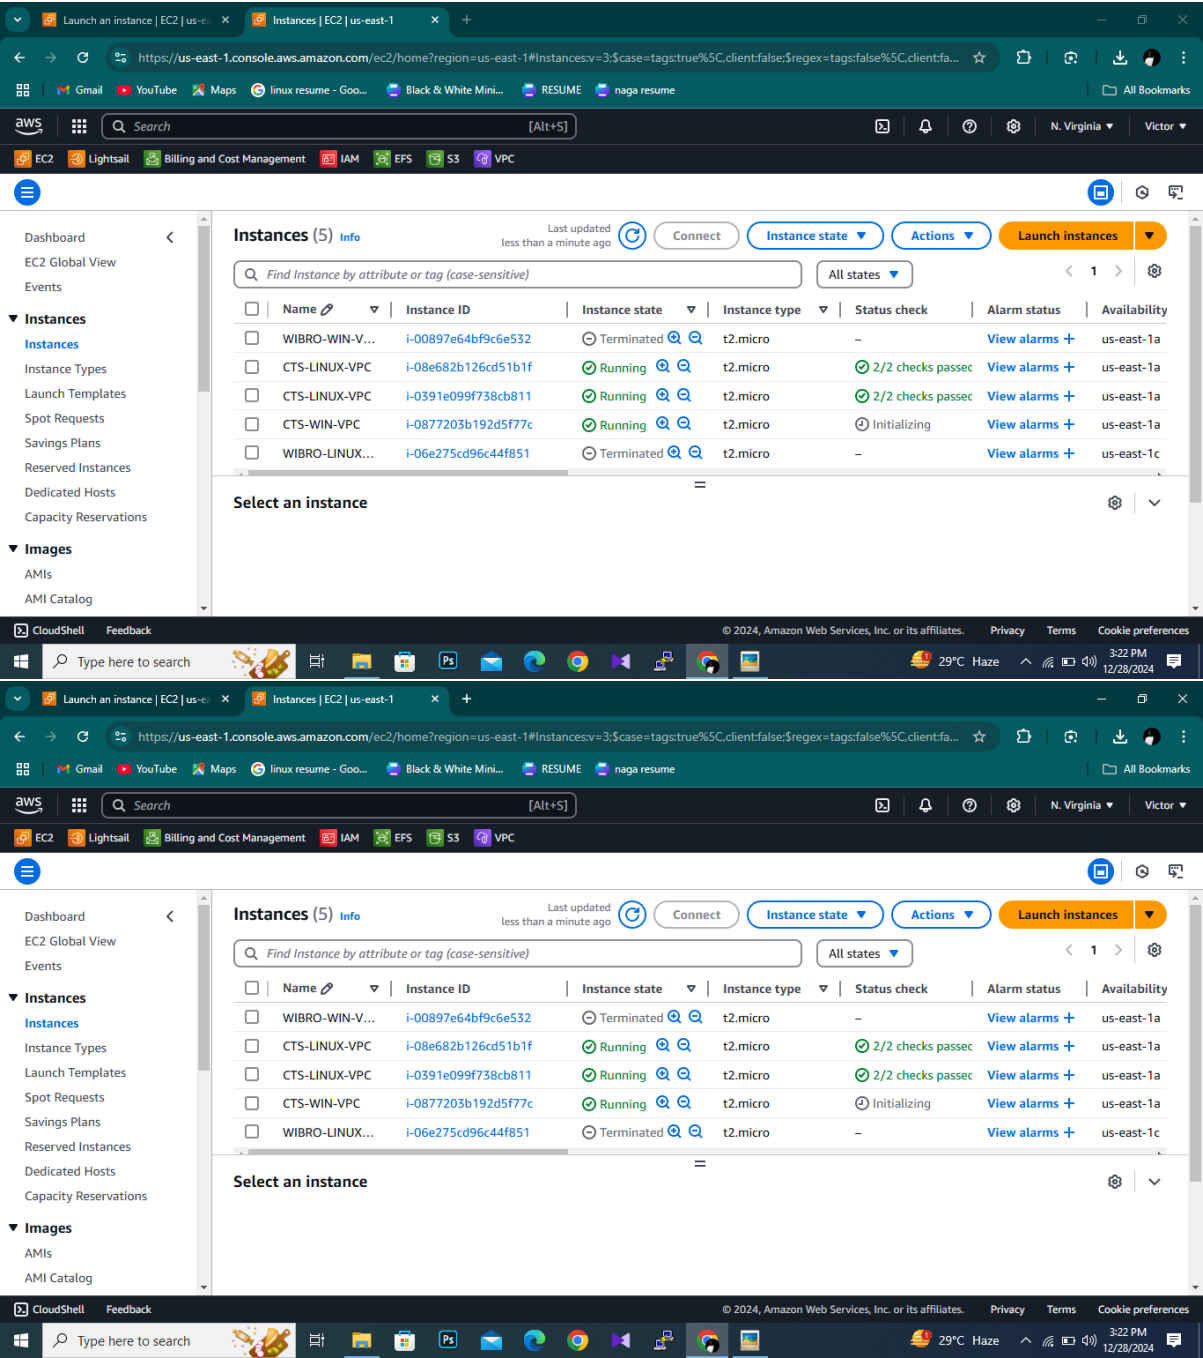 Launch an instance | EC2 | us-ea
Instances | EC2 | us-east-1
https://us-east-1.console.aws.amazon.com/ec2/home?region=us-east-1#Instances:v=3;$case=tags:true%5C,client:false;$regex=tags:false%5C,client:fa...
Gmail YouTube Maps linux resume - Goo... Black & White Mini... RESUME naga resume All Bookmarks
aws Search [Alt+S] N. Virginia Victor
EC2 Lightsail Billing and Cost Management IAM EFS S3 VPC
Dashboard
EC2 Global View
Events
Instances
Instances
Instance Types
Launch Templates
Spot Requests
Savings Plans
Reserved Instances
Dedicated Hosts
Capacity Reservations
Images
AMIs
AMI Catalog
Instances (5) Info
Last updated
less than a minute ago
Connect Instance state Actions Launch instances
Find Instance by attribute or tag (case-sensitive) All states 1
Name Instance ID Instance state Instance type Status check Alarm status Availability
WIBRO-WIN-V... i-00897e64bf9c6e532 Terminated t2.micro – View alarms + us-east-1a
CTS-LINUX-VPC i-08e682b126cd51b1f Running t2.micro 2/2 checks passed View alarms + us-east-1a
CTS-LINUX-VPC i-0391e099f738cb811 Running t2.micro 2/2 checks passed View alarms + us-east-1a
CTS-WIN-VPC i-0877203b192d5f77c Running t2.micro Initializing View alarms + us-east-1a
WIBRO-LINUX... i-06e275cd96c44f851 Terminated t2.micro – View alarms + us-east-1c
Select an instance
CloudShell Feedback © 2024, Amazon Web Services, Inc. or its affiliates. Privacy Terms Cookie preferences
Type here to search Ps 29°C Haze 3:22 PM
12/28/2024
Launch an instance | EC2 | us-ea
Instances | EC2 | us-east-1
https://us-east-1.console.aws.amazon.com/ec2/home?region=us-east-1#Instances:v=3;$case=tags:true%5C,client:false;$regex=tags:false%5C,client:fa...
Gmail YouTube Maps linux resume - Goo... Black & White Mini... RESUME naga resume All Bookmarks
aws Search [Alt+S] N. Virginia Victor
EC2 Lightsail Billing and Cost Management IAM EFS S3 VPC
Dashboard
EC2 Global View
Events
Instances
Instances
Instance Types
Launch Templates
Spot Requests
Savings Plans
Reserved Instances
Dedicated Hosts
Capacity Reservations
Images
AMIs
AMI Catalog
Instances (5) Info
Last updated
less than a minute ago
Connect Instance state Actions Launch instances
Find Instance by attribute or tag (case-sensitive) All states 1
Name Instance ID Instance state Instance type Status check Alarm status Availability
WIBRO-WIN-V... i-00897e64bf9c6e532 Terminated t2.micro – View alarms + us-east-1a
CTS-LINUX-VPC i-08e682b126cd51b1f Running t2.micro 2/2 checks passed View alarms + us-east-1a
CTS-LINUX-VPC i-0391e099f738cb811 Running t2.micro 2/2 checks passed View alarms + us-east-1a
CTS-WIN-VPC i-0877203b192d5f77c Running t2.micro Initializing View alarms + us-east-1a
WIBRO-LINUX... i-06e275cd96c44f851 Terminated t2.micro – View alarms + us-east-1c
Select an instance
CloudShell Feedback © 2024, Amazon Web Services, Inc. or its affiliates. Privacy Terms Cookie preferences
Type here to search Ps 29°C Haze 3:22 PM
12/28/2024